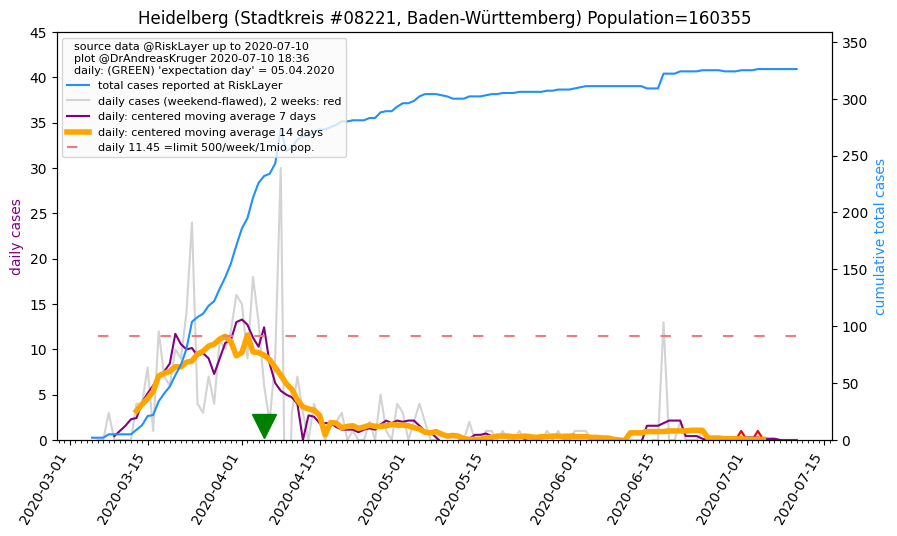 Heidelberg (Stadtkreis #08221, Baden-Württemberg) Population=160355
source data @RiskLayer up to 2020-07-10
plot @DrAndreasKruger 2020-07-10 18:36
daily: (GREEN) 'expectation day' = 05.04.2020
total cases reported at RiskLayer
daily cases (weekend-flawed), 2 weeks: red
daily: centered moving average 7 days
daily: centered moving average 14 days
daily 11.45 =limit 500/week/1mio pop.
daily cases
45
40
35
30
25
20
15
10
5
0
350
300
250
200
150
100
50
0
cumulative total cases
2020-03-01
2020-03-15
2020-04-01
2020-04-15
2020-05-01
2020-05-15
2020-06-01
2020-06-15
2020-07-01
2020-07-15